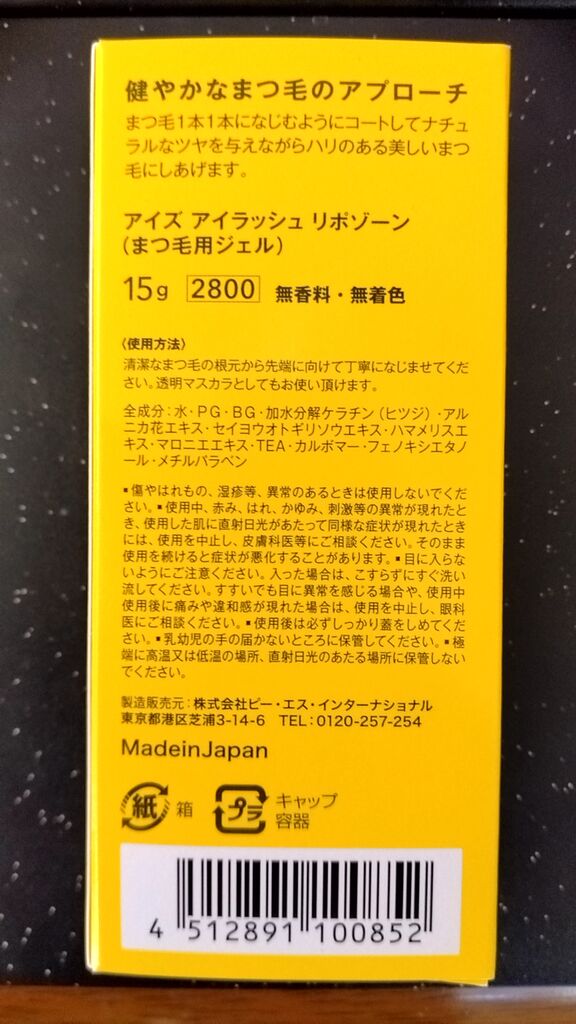 健やかなまつ毛のアプローチ
まつ毛1本1本になじむようにコートしてナチュ
ラルなツヤを与えながらハリのある美しいまつ
毛にしあげます。
アイズ アイラッシュ リポゾーン
(まつ毛用ジェル)
15g 2800 無香料・無着色
〈使用方法〉
清潔なまつ毛の根元から先端に向けて丁寧になじませてくだ
さい。透明マスカラとしてもお使い頂けます。
全成分：水・PG・BG・加水分解ケラチン（ヒツジ）・アル
ニカ花エキス・セイヨウオトギリソウエキス・ハマメリスエ
キス・マロニエエキス・TEA・カルボマー・フェノキシエタノ
ール・メチルパラベン
▪傷やはれもの、湿疹等、異常のあるときは使用しないでくだ
さい。▪使用中、赤み、はれ、かゆみ、刺激等の異常が現れたと
き、使用した肌に直射日光があたって同様な症状が現れたとき
には、使用を中止し、皮膚科医等にご相談ください。そのまま
使用を続けると症状が悪化することがあります。▪目に入らな
いようにご注意ください。入った場合は、こすらずにすぐ洗い
流してください。すすいでも目に異常を感じる場合や、使用中
使用後に痛みや違和感が現れた場合は、使用を中止し、眼科
医にご相談ください。▪使用後は必ずしっかり蓋をしめてくだ
さい。▪乳幼児の手の届かないところに保管してください。▪極
端に高温又は低温の場所、直射日光のあたる場所に保管しない
でください。
製造販売元：株式会社ビー・エス・インターナショナル
東京都港区芝浦3-14-6 TEL：0120-257-254
MadeinJapan
紙 箱 プラ キャップ
容器
4 512891 100852